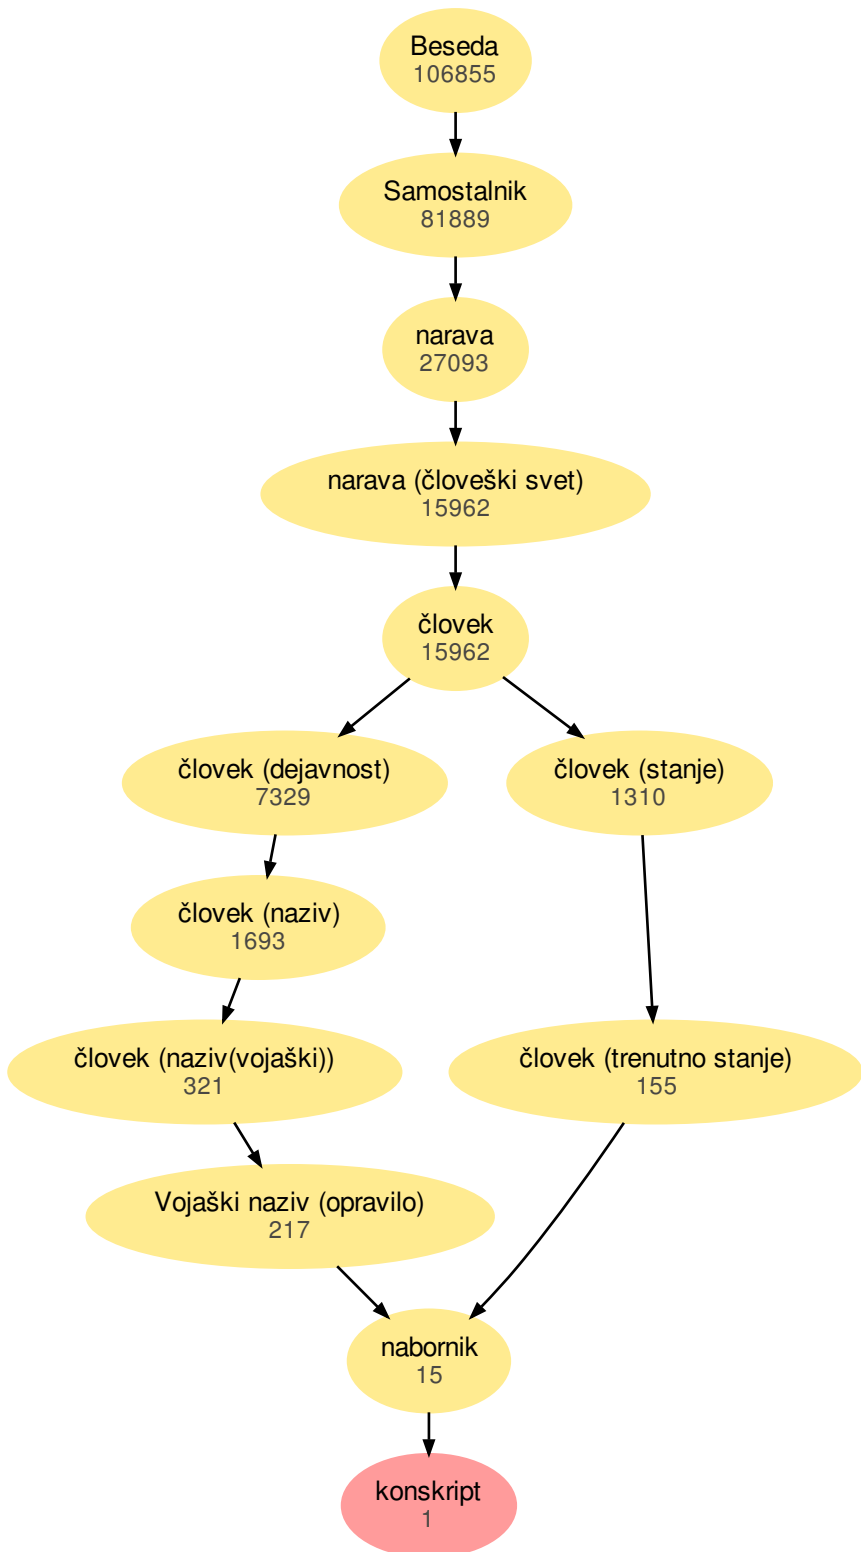 Beseda
106855
Samostalnik
81889
narava
27093
narava (človeški svet)
15962
človek
15962
človek (dejavnost)
7329
človek (stanje)
1310
človek (naziv)
1693
človek (naziv(vojaški))
321
človek (trenutno stanje)
155
Vojaški naziv (opravilo)
217
nabornik
15
konskript
1